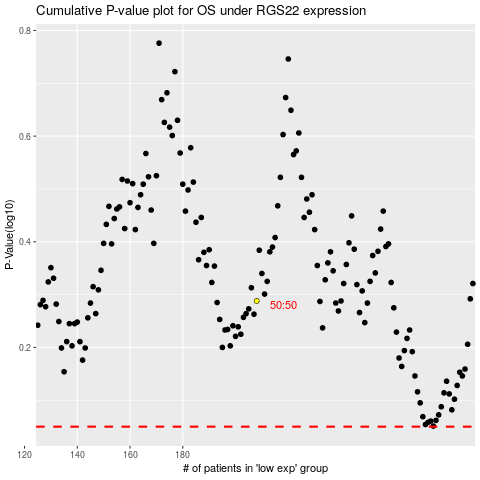 Cumulative P-value plot for OS under RGS22 expression
P-Value(log10)
0.8
0.6
0.4
0.2
50:50
120 140 160 180
# of patients in 'low exp' group